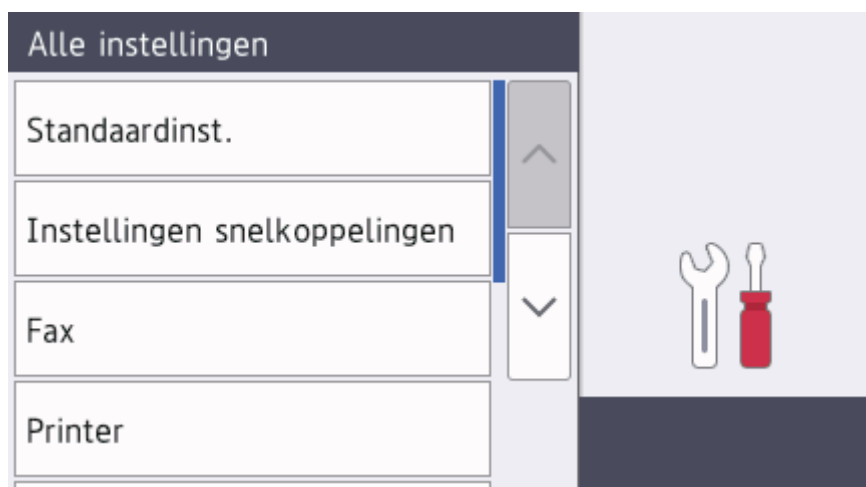 Alle instellingen
Standaardinst.
Instellingen snelkoppelingen
Fax
Printer